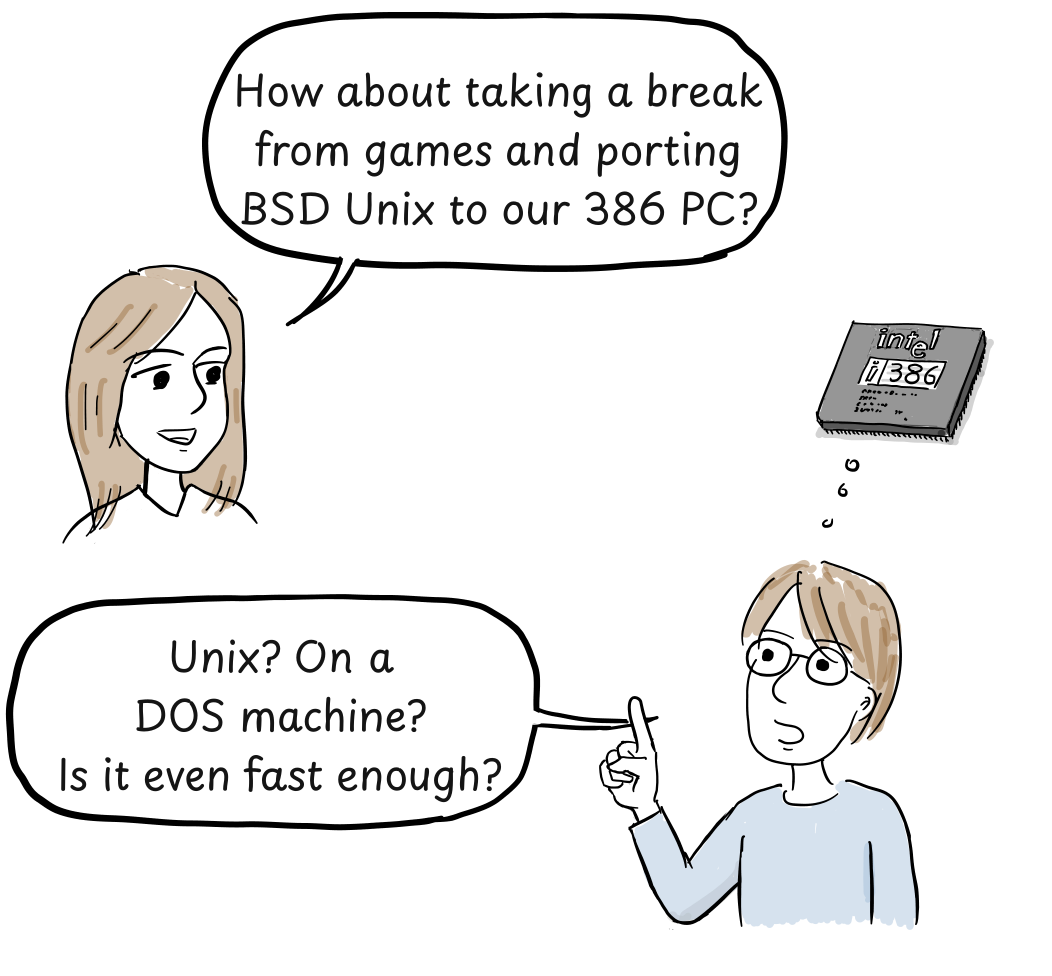 How about taking a break
from games and porting
BSD Unix to our 386 PC?
intel
i386
Unix? On a
DOS machine?
Is it even fast enough?